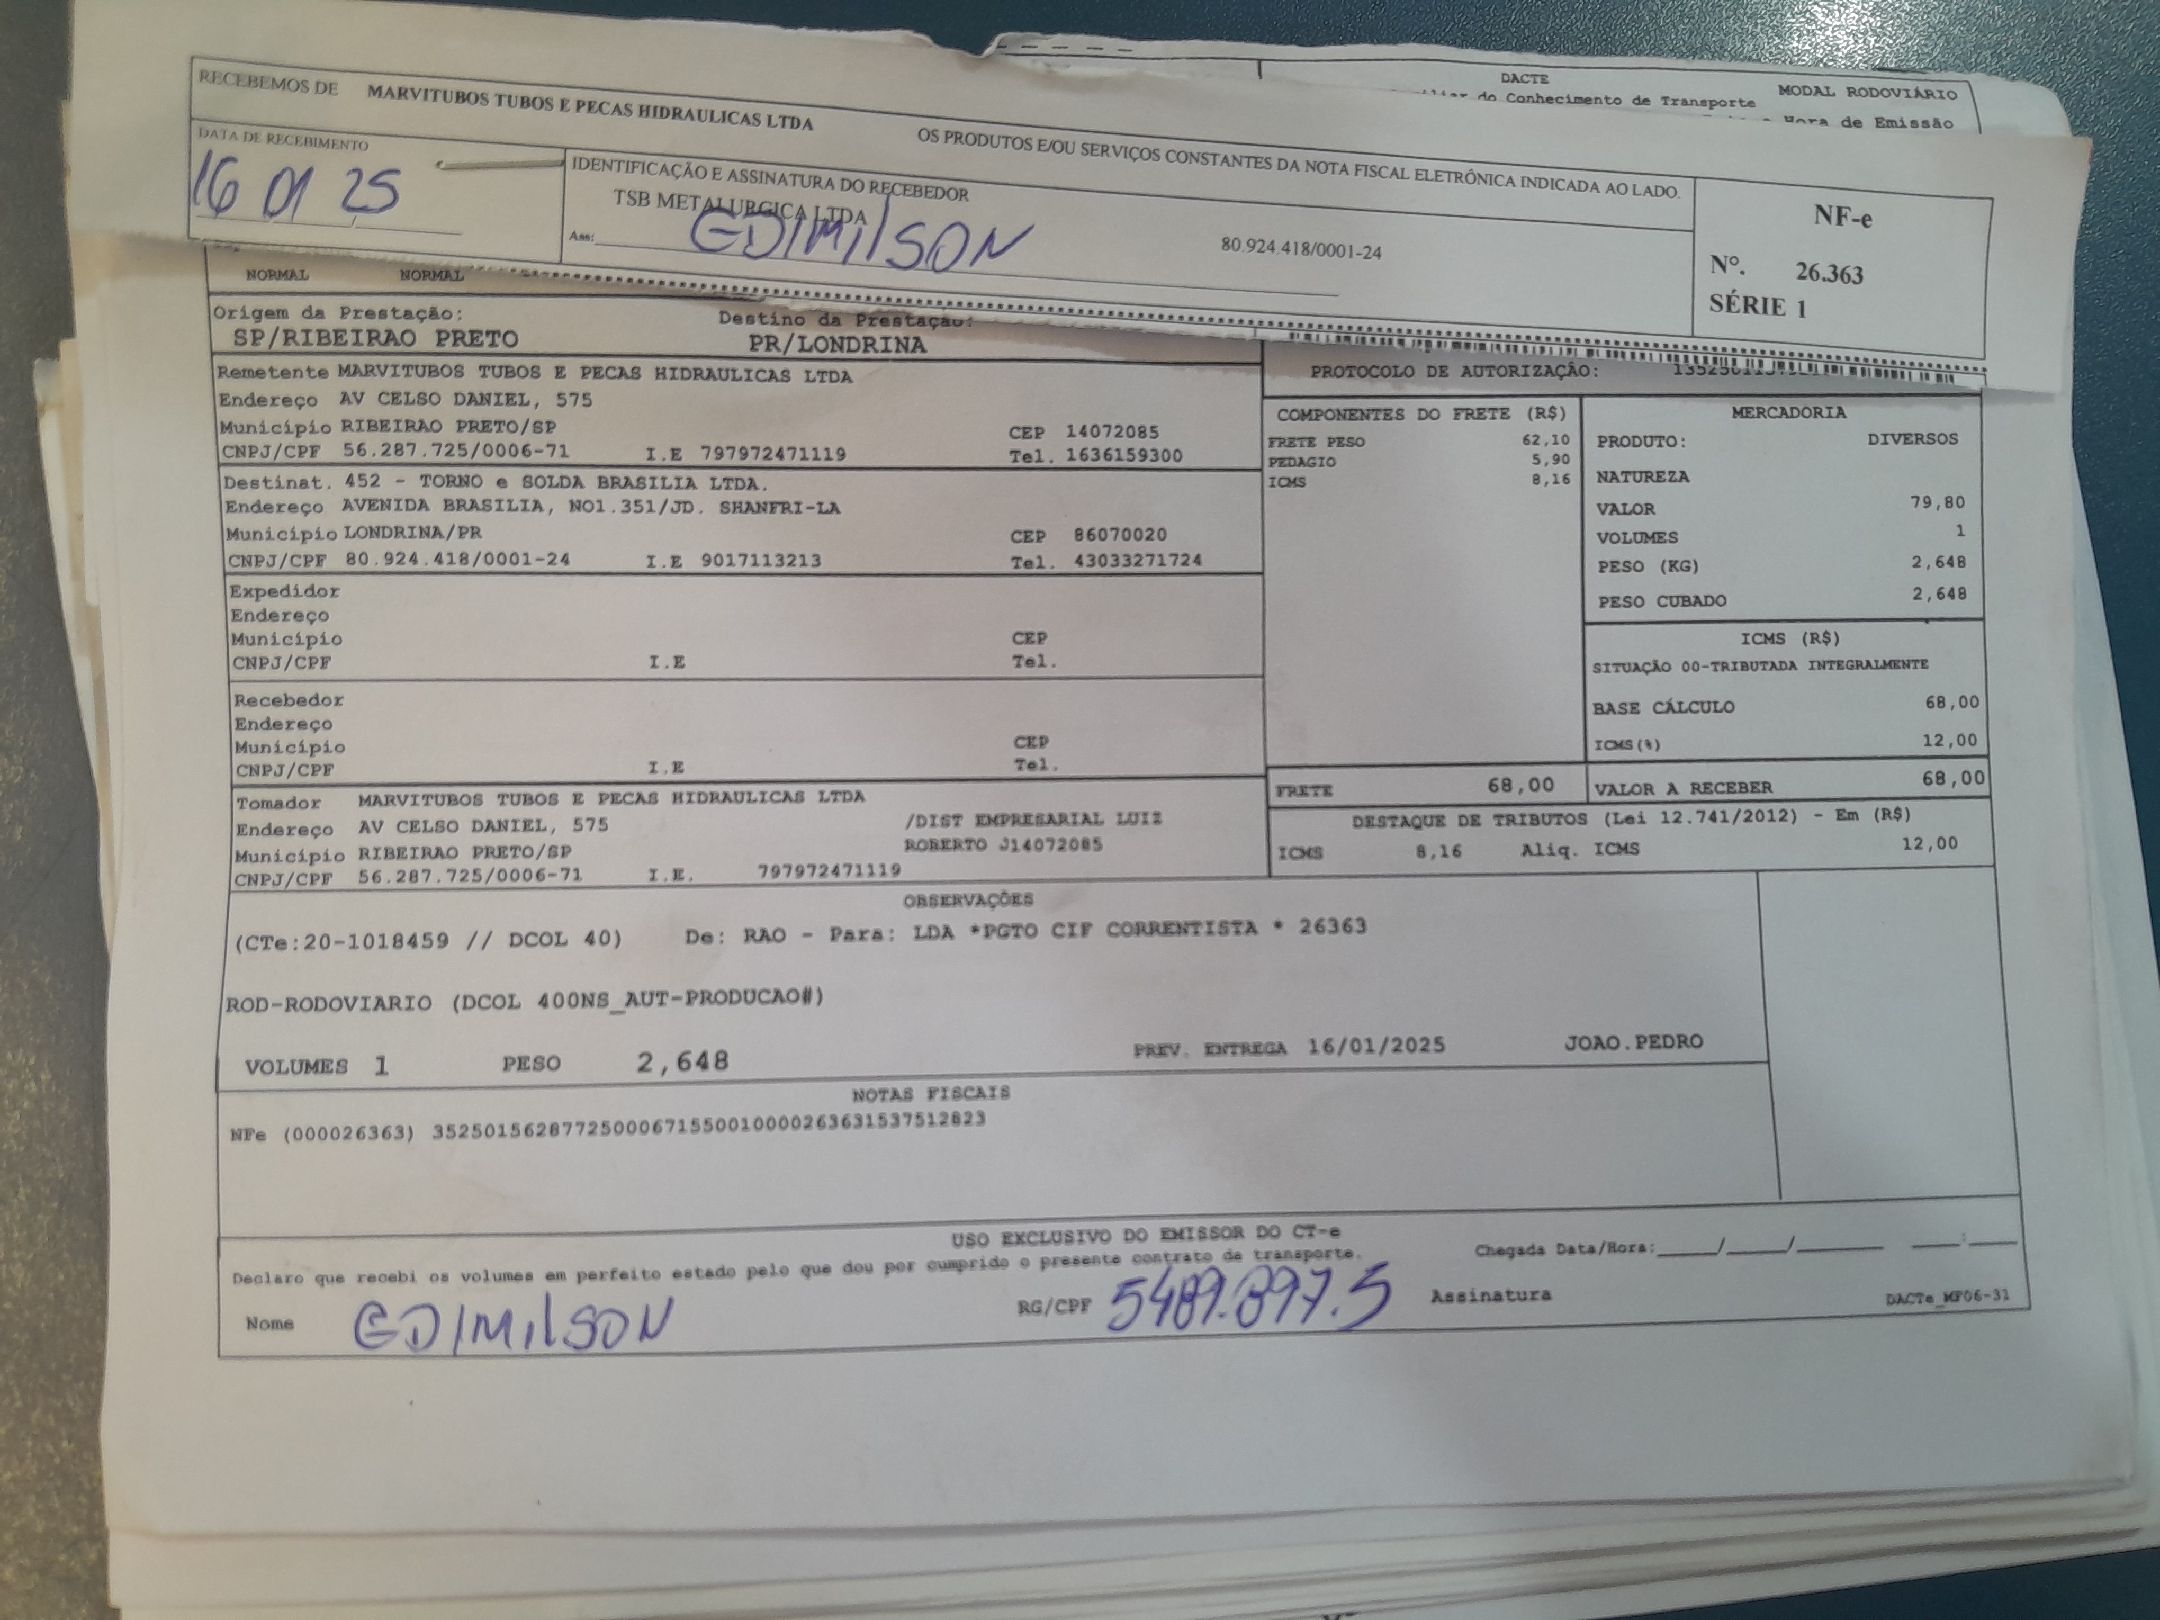 DACTE
MODAL RODOVIÁRIO
do Conhecimento de Transporte
Hora de Emissão
RECEBEMOS DE MARVITUBOS TUBOS E PECAS HIDRAULICAS LTDA OS PRODUTOS E/OU SERVIÇOS CONSTANTES DA NOTA FISCAL ELETRÔNICA INDICADA AO LADO.
DATA DE RECEBIMENTO
16 01 25
IDENTIFICAÇÃO E ASSINATURA DO RECEBEDOR
TSB METALURGICA LTDA
Ass: EDIMILSON
80.924.418/0001-24
NF-e
Nº. 26.363
SÉRIE 1
NORMAL NORMAL
Origem da Prestação: Destino da Prestação:
SP/RIBEIRAO PRETO PR/LONDRINA
Remetente MARVITUBOS TUBOS E PECAS HIDRAULICAS LTDA
Endereço AV CELSO DANIEL, 575
Município RIBEIRAO PRETO/SP CEP 14072085
CNPJ/CPF 56.287.725/0006-71 I.E 797972471119 Tel. 1636159300
Destinat. 452 - TORNO e SOLDA BRASILIA LTDA.
Endereço AVENIDA BRASILIA, NO1.351/JD. SHANFRI-LA
Município LONDRINA/PR CEP 86070020
CNPJ/CPF 80.924.418/0001-24 I.E 9017113213 Tel. 43033271724
Expedidor
Endereço
Município CEP
CNPJ/CPF I.E Tel.
Recebedor
Endereço
Município CEP
CNPJ/CPF I.E Tel.
Tomador MARVITUBOS TUBOS E PECAS HIDRAULICAS LTDA
Endereço AV CELSO DANIEL, 575 /DIST EMPRESARIAL LUIZ
Município RIBEIRAO PRETO/SP ROBERTO J14072085
CNPJ/CPF 56.287.725/0006-71 I.E. 797972471119
PROTOCOLO DE AUTORIZAÇÃO:
COMPONENTES DO FRETE (R$)
FRETE PESO 62,10
PEDAGIO 5,90
ICMS 8,16
MERCADORIA
PRODUTO: DIVERSOS
NATUREZA
VALOR 79,80
VOLUMES 1
PESO (KG) 2,648
PESO CUBADO 2,648
ICMS (R$)
SITUAÇÃO 00-TRIBUTADA INTEGRALMENTE
BASE CÁLCULO 68,00
ICMS(%) 12,00
FRETE 68,00 VALOR A RECEBER 68,00
DESTAQUE DE TRIBUTOS (Lei 12.741/2012) - Em (R$)
ICMS 8,16 Aliq. ICMS 12,00
OBSERVAÇÕES
(CTe:20-1018459 // DCOL 40) De: RAO - Para: LDA *PGTO CIF CORRENTISTA * 26363
ROD-RODOVIARIO (DCOL 400NS_AUT-PRODUCAO#)
VOLUMES 1 PESO 2,648 PREV. ENTREGA 16/01/2025 JOAO.PEDRO
NOTAS FISCAIS
NFe (000026363) 35250156287725000671550010000263631537512823
USO EXCLUSIVO DO EMISSOR DO CT-e
Declaro que recebi os volumes em perfeito estado pelo que dou por cumprido o presente contrato de transporte. Chegada Data/Hora:____/____/______ ___:___
Nome EDIMILSON RG/CPF 5489.897.5 Assinatura DACTe_MF06-31